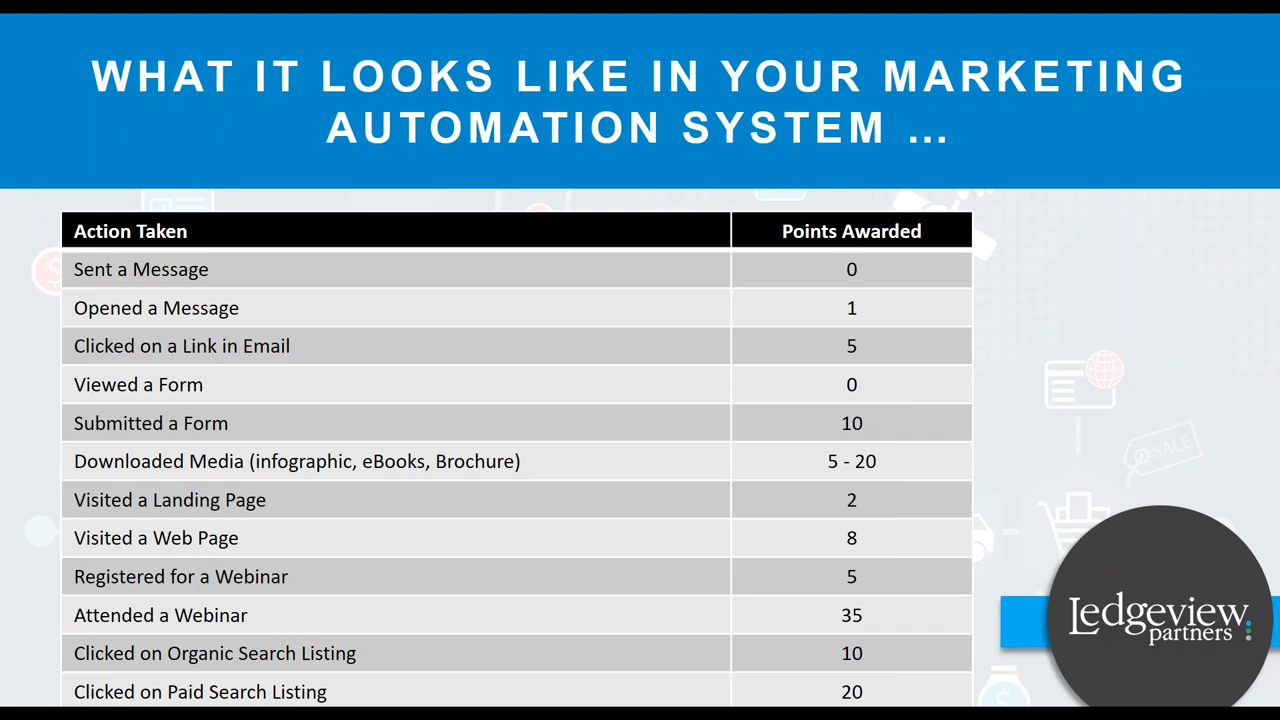 WHAT IT LOOKS LIKE IN YOUR MARKETING
AUTOMATION SYSTEM ...
Action Taken Points Awarded
Sent a Message 0
Opened a Message 1
Clicked on a Link in Email 5
Viewed a Form 0
Submitted a Form 10
Downloaded Media (infographic, eBooks, Brochure) 5 - 20
Visited a Landing Page 2
Visited a Web Page 8
Registered for a Webinar 5
Attended a Webinar 35
Clicked on Organic Search Listing 10
Clicked on Paid Search Listing 20
SALE
Ledgeview
partners